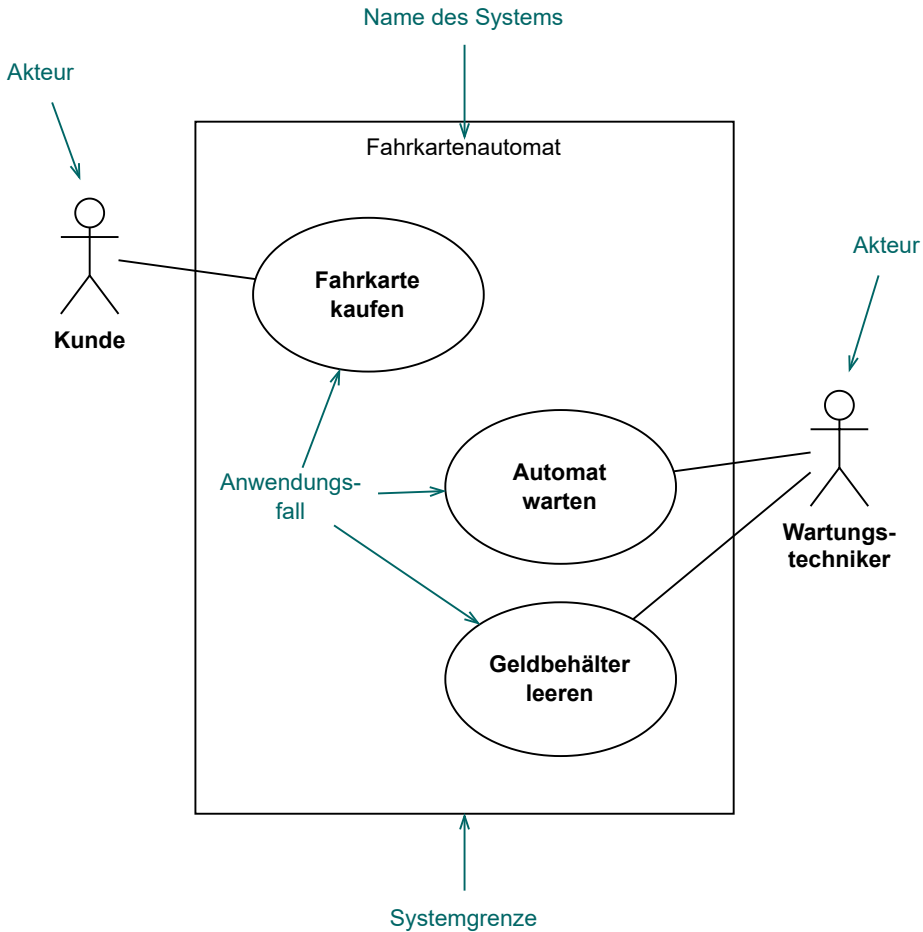 Name des Systems
Akteur
Fahrkartenautomat
Fahrkarte
kaufen
Kunde
Akteur
Anwendungs-
fall
Automat
warten
Wartungs-
techniker
Geldbehälter
leeren
Systemgrenze